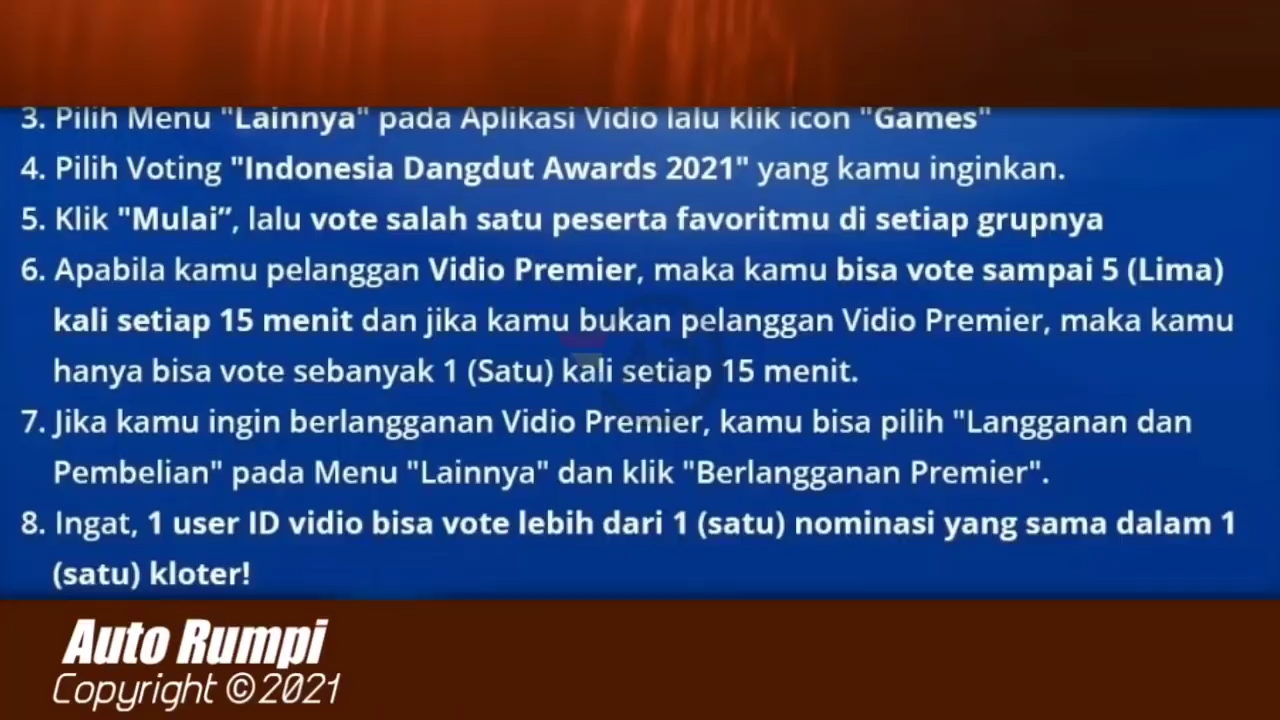 3. Pilih Menu "Lainnya" pada Aplikasi Vidio lalu klik icon "Games"
4. Pilih Voting "Indonesia Dangdut Awards 2021" yang kamu inginkan.
5. Klik "Mulai”, lalu vote salah satu peserta favoritmu di setiap grupnya
6. Apabila kamu pelanggan Vidio Premier, maka kamu bisa vote sampai 5 (Lima)
kali setiap 15 menit dan jika kamu bukan pelanggan Vidio Premier, maka kamu
hanya bisa vote sebanyak 1 (Satu) kali setiap 15 menit.
7. Jika kamu ingin berlangganan Vidio Premier, kamu bisa pilih "Langganan dan
Pembelian" pada Menu "Lainnya" dan klik "Berlangganan Premier".
8. Ingat, 1 user ID vidio bisa vote lebih dari 1 (satu) nominasi yang sama dalam 1
(satu) kloter!
Auto Rumpi
Copyright ©2021